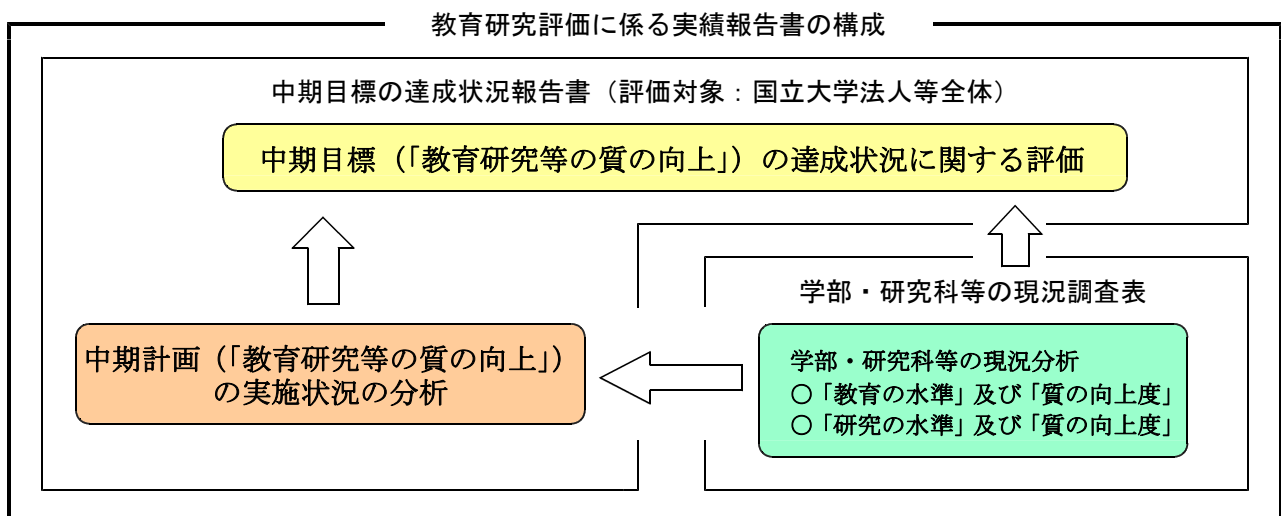 教育研究評価に係る実績報告書の構成
中期目標の達成状況報告書（評価対象：国立大学法人等全体）
中期目標（「教育研究等の質の向上」）の達成状況に関する評価
学部・研究科等の現況調査表
中期計画（「教育研究等の質の向上」）
の実施状況の分析
学部・研究科等の現況分析
○「教育の水準」及び「質の向上度」
○「研究の水準」及び「質の向上度」